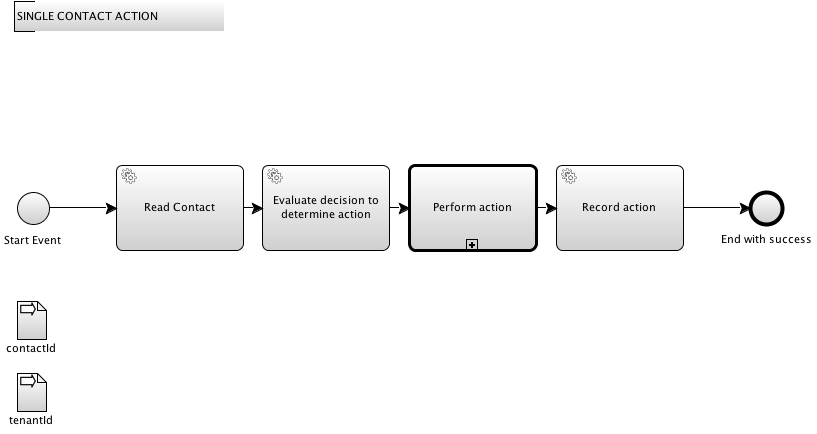 SINGLE CONTACT ACTION
Start Event
Read Contact
Evaluate decision to
determine action
Perform action
Record action
End with success
contactId
tenantId